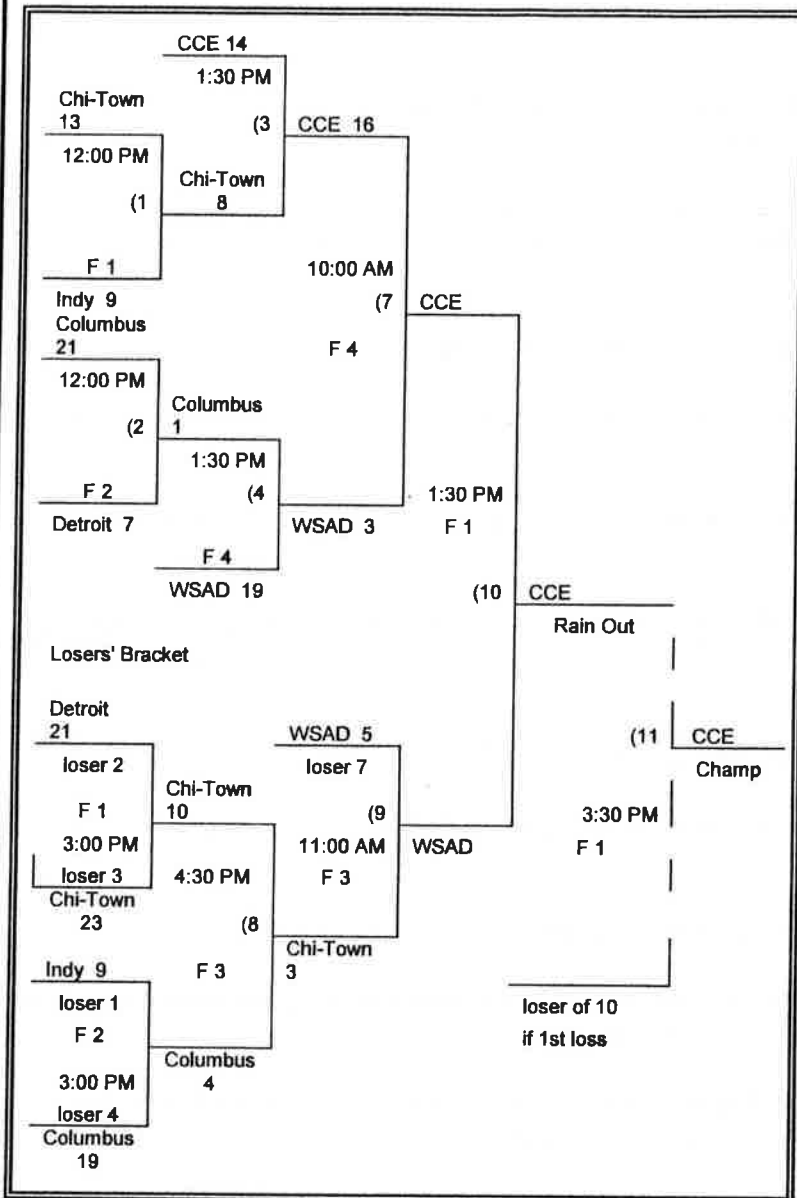 CCE 14
1:30 PM
Chi-Town
13
(3
CCE 16
12:00 PM
Chi-Town
8
(1
F 1
Indy 9
10:00 AM
(7
CCE
F 4
Columbus
21
12:00 PM
Columbus
1
(2
1:30 PM
F 2
(4
Detroit 7
WSAD 3
F 4
WSAD 19
1:30 PM
F 1
(10
CCE
Rain Out
Losers' Bracket
Detroit
21
loser 2
F 1
3:00 PM
loser 3
Chi-Town
23
Chi-Town
10
4:30 PM
(8
F 3
WSAD 5
loser 7
(9
11:00 AM
F 3
WSAD
Chi-Town
3
Indy 9
loser 1
F 2
3:00 PM
loser 4
Columbus
19
Columbus
4
(11
CCE
Champ
3:30 PM
F 1
loser of 10
if 1st loss